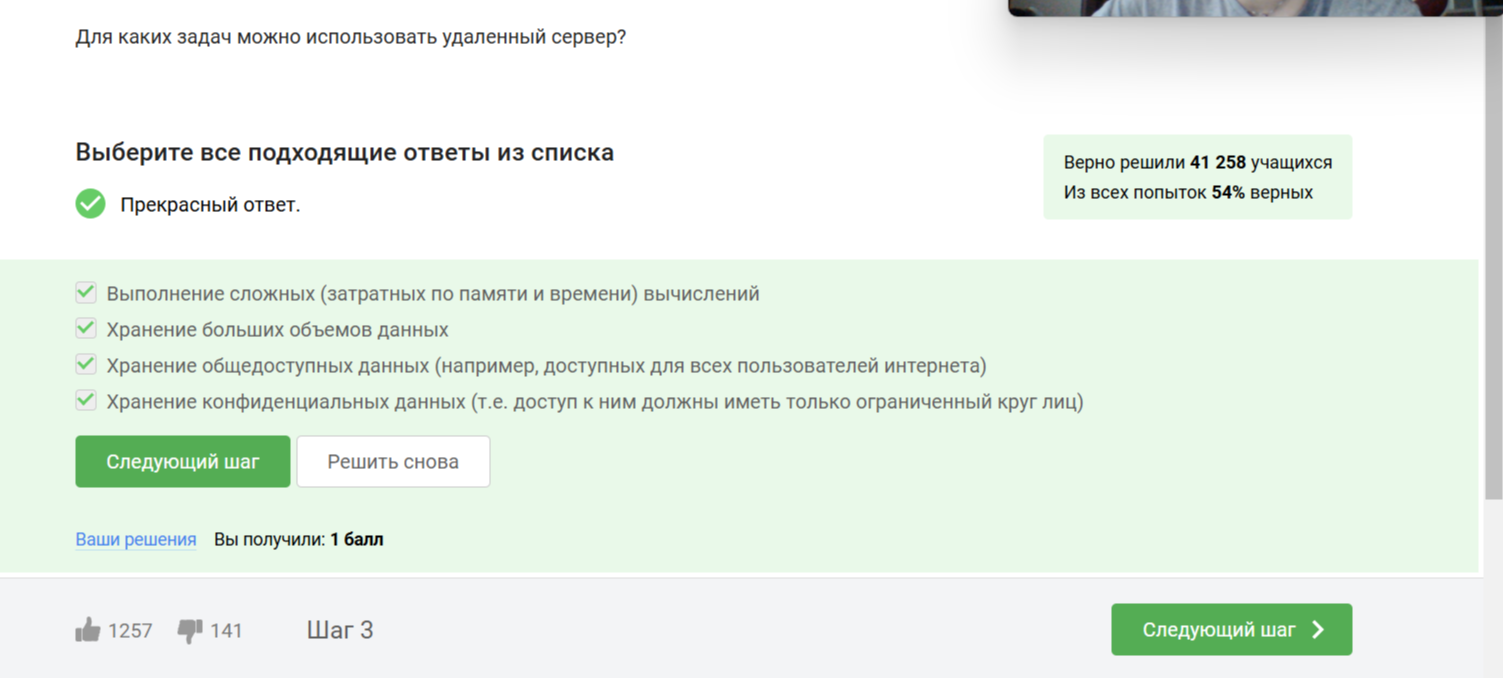 Для каких задач можно использовать удаленный сервер?
Выберите все подходящие ответы из списка
Прекрасный ответ.
Верно решили 41 258 учащихся
Из всех попыток 54% верных
Выполнение сложных (затратных по памяти и времени) вычислений
Хранение больших объемов данных
Хранение общедоступных данных (например, доступных для всех пользователей интернета)
Хранение конфиденциальных данных (т.е. доступ к ним должны иметь только ограниченный круг лиц)
Следующий шаг
Решить снова
Ваши решения Вы получили: 1 балл
1257 141 Шаг 3
Следующий шаг